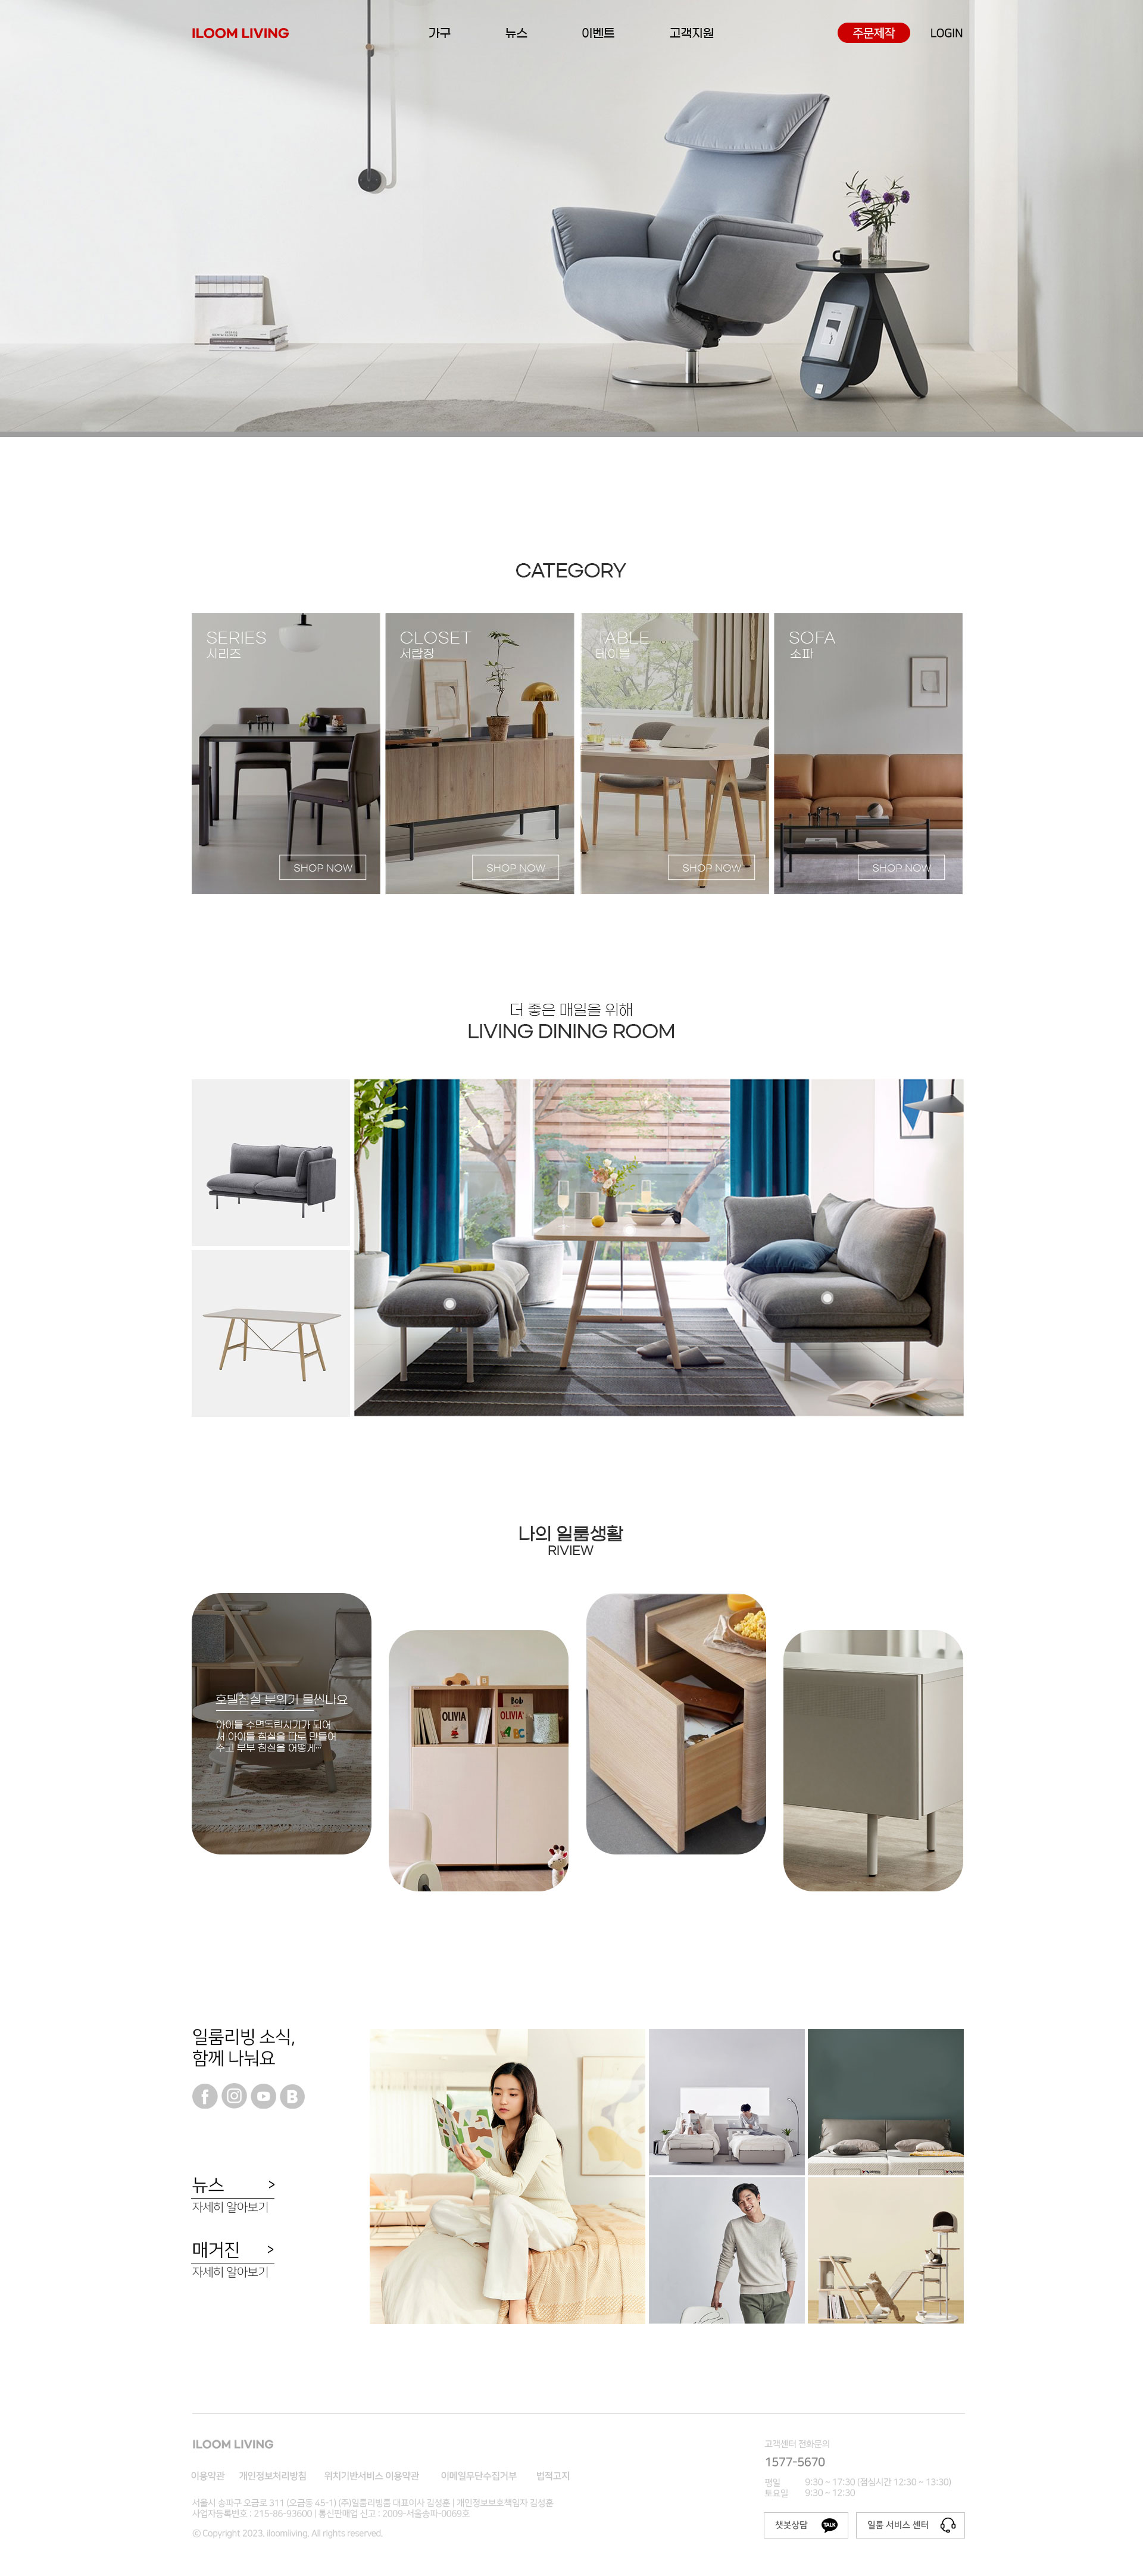 ILOOM LIVING
가구 뉴스 이벤트 고객지원
주문제작 LOGIN
CATEGORY
SERIES
시리즈
SHOP NOW
CLOSET
서랍장
SHOP NOW
TABLE
테이블
SHOP NOW
SOFA
소파
SHOP NOW
더 좋은 매일을 위해
LIVING DINING ROOM
나의 일룸생활
RIVIEW
호텔침실 분위기 물씬나요
아이들 수면독립시기가 되어
서 아이들 침실을 따로 만들어
주고 부부 침실을 어떻게…
OLIVIA
Bob
OLIVIA
일룸리빙 소식,
함께 나눠요
뉴스 >
자세히 알아보기
매거진 >
자세히 알아보기
ILOOM LIVING
이용약관 개인정보처리방침 위치기반서비스 이용약관 이메일무단수집거부 법적고지
서울시 송파구 오금로 311 (오금동 45-1) (주)일룸리빙룸 대표이사 김성훈 | 개인정보보호책임자 김성훈
사업자등록번호 : 215-86-93600 | 통신판매업 신고 : 2009-서울송파-0069호
ⓒ Copyright 2023. iloomliving. All rights reserved.
고객센터 전화문의
1577-5670
평일 9:30 ~ 17:30 (점심시간 12:30 ~ 13:30)
토요일 9:30 ~ 12:30
챗봇상담 TALK
일룸 서비스 센터